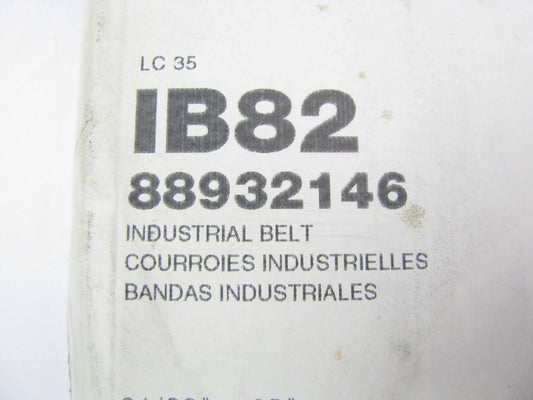 LC 35
IB82
88932146
INDUSTRIAL BELT
COURROIES INDUSTRIELLES
BANDAS INDUSTRIALES